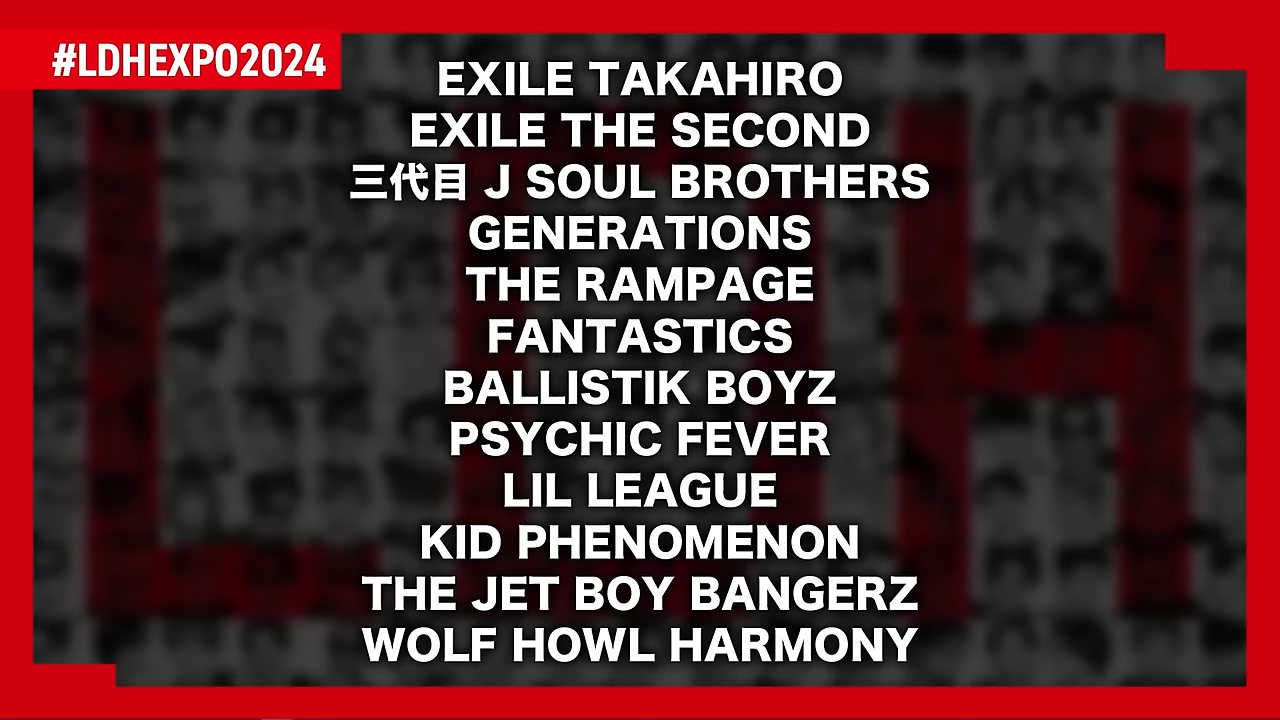 #LDHEXPO2024
EXILE TAKAHIRO
EXILE THE SECOND
三代目 J SOUL BROTHERS
GENERATIONS
THE RAMPAGE
FANTASTICS
BALLISTIK BOYZ
PSYCHIC FEVER
LIL LEAGUE
KID PHENOMENON
THE JET BOY BANGERZ
WOLF HOWL HARMONY